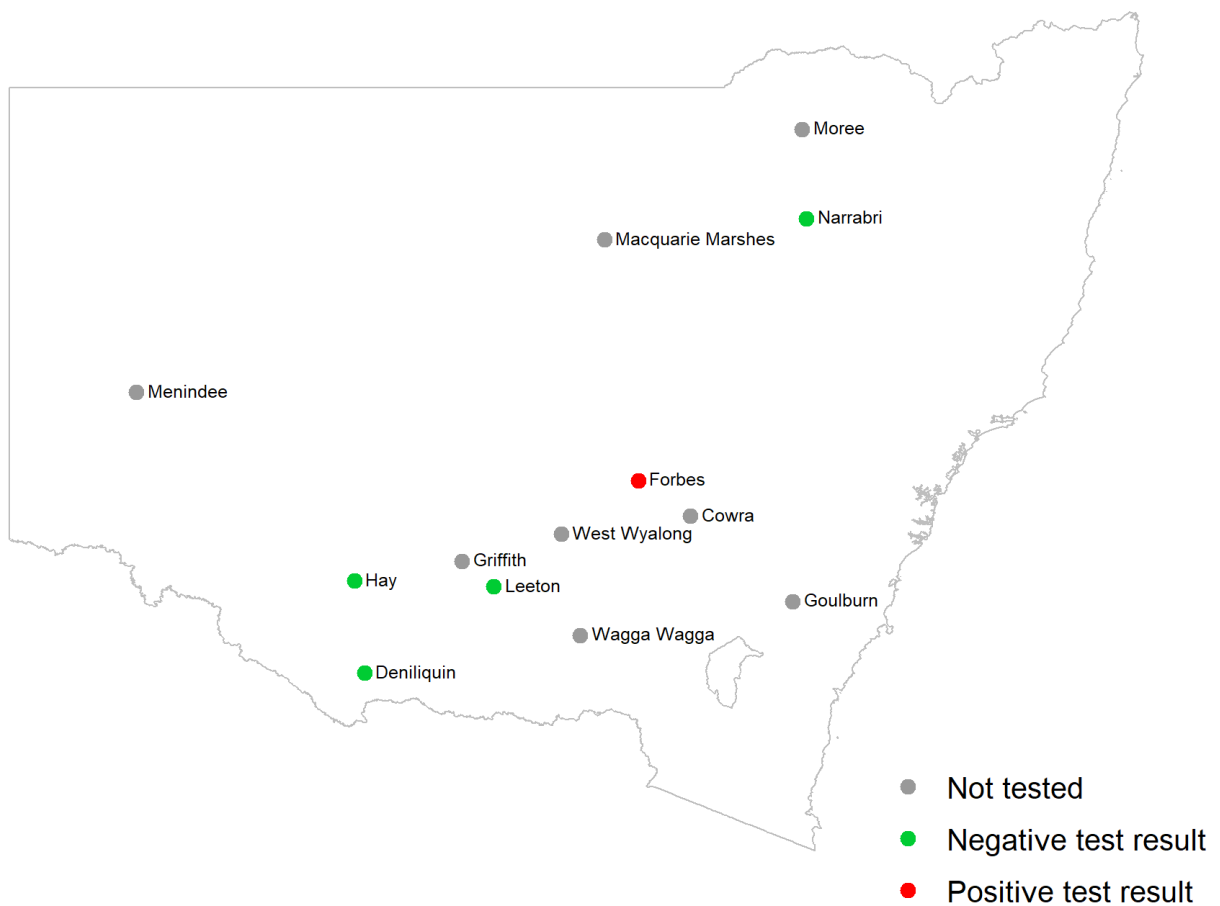 Moree
Narrabri
Macquarie Marshes
Menindee
Forbes
Cowra
West Wyalong
Griffith
Hay
Leeton
Goulburn
Wagga Wagga
Deniliquin
Not tested
Negative test result
Positive test result